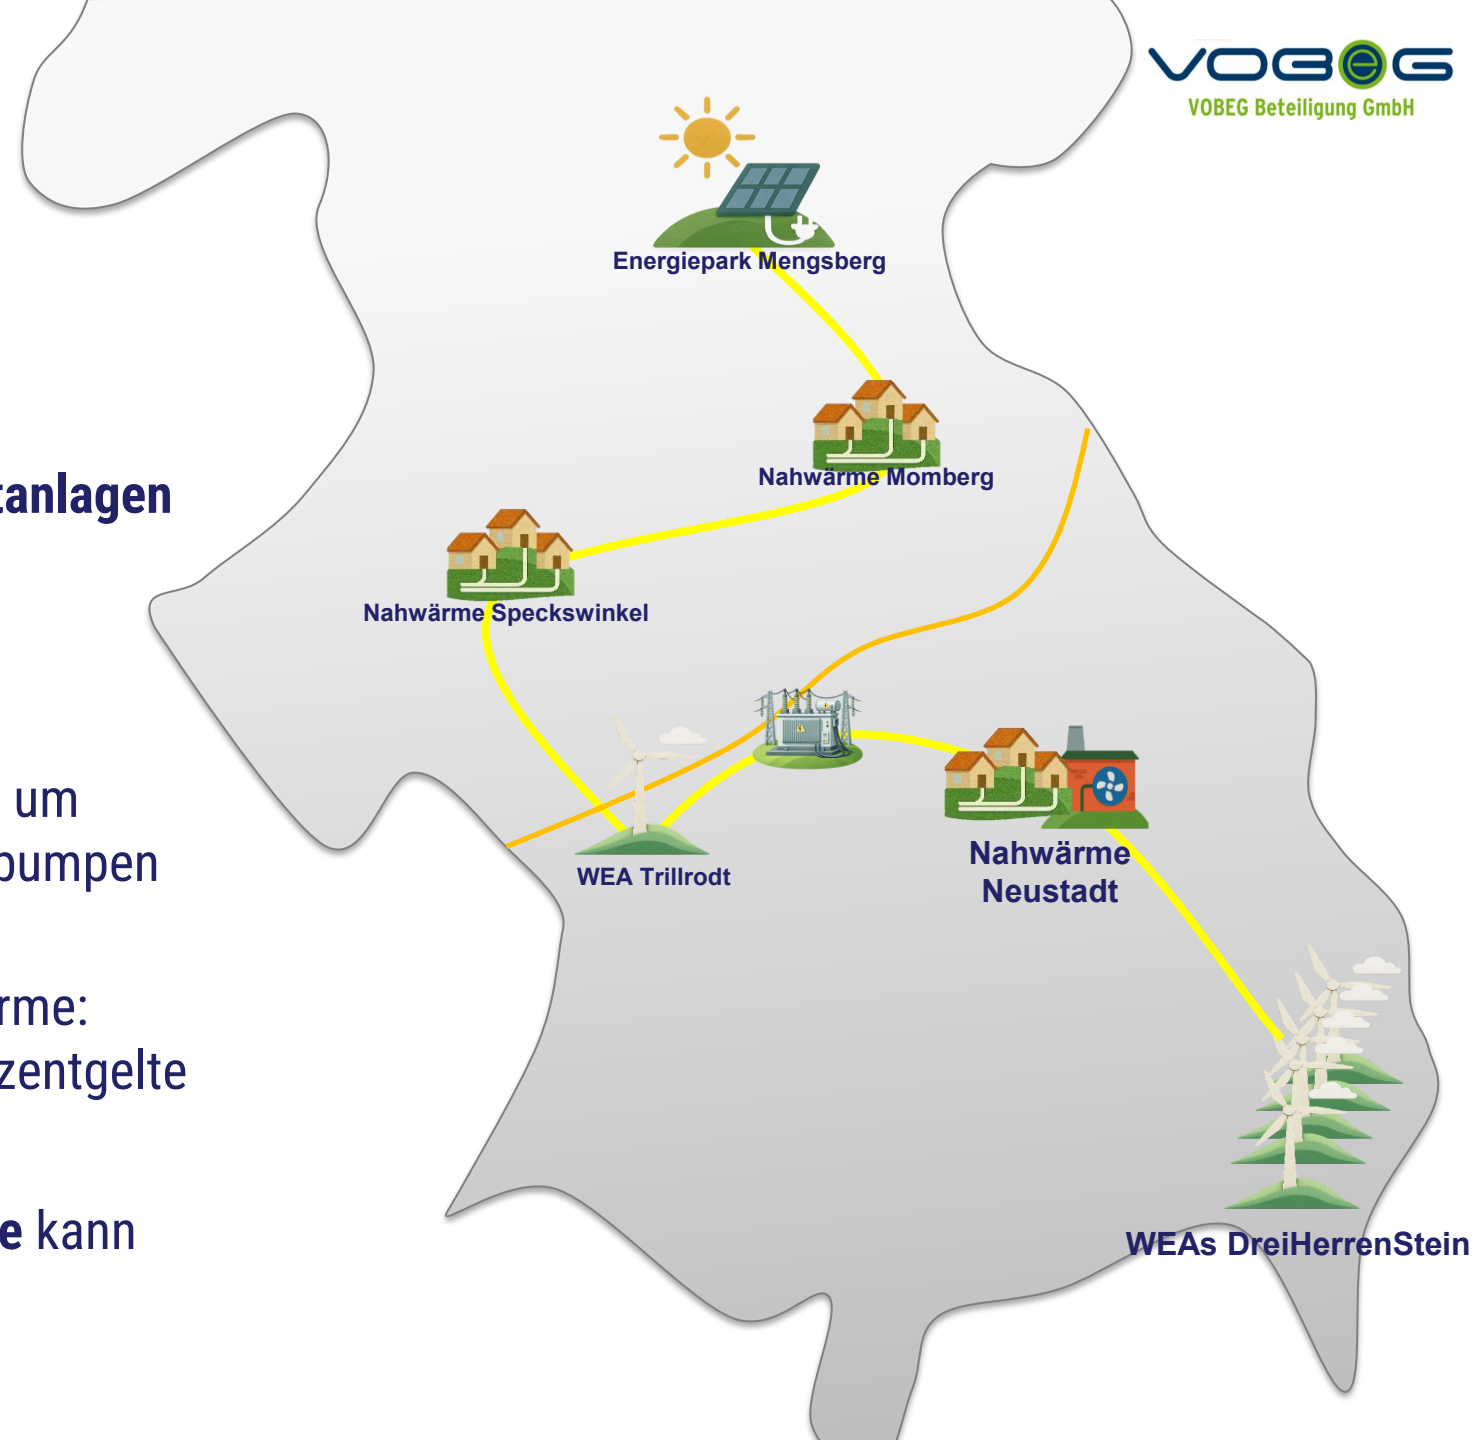 VOBEG
VOBEG Beteiligung GmbH
Energiepark Mengsberg
Nahwärme Momberg
tanlagen
Nahwärme Speckswinkel
um
pumpen
WEA Trillrodt
Nahwärme
Neustadt
rme:
zentgelte
e kann
WEAs DreiHerrenStein